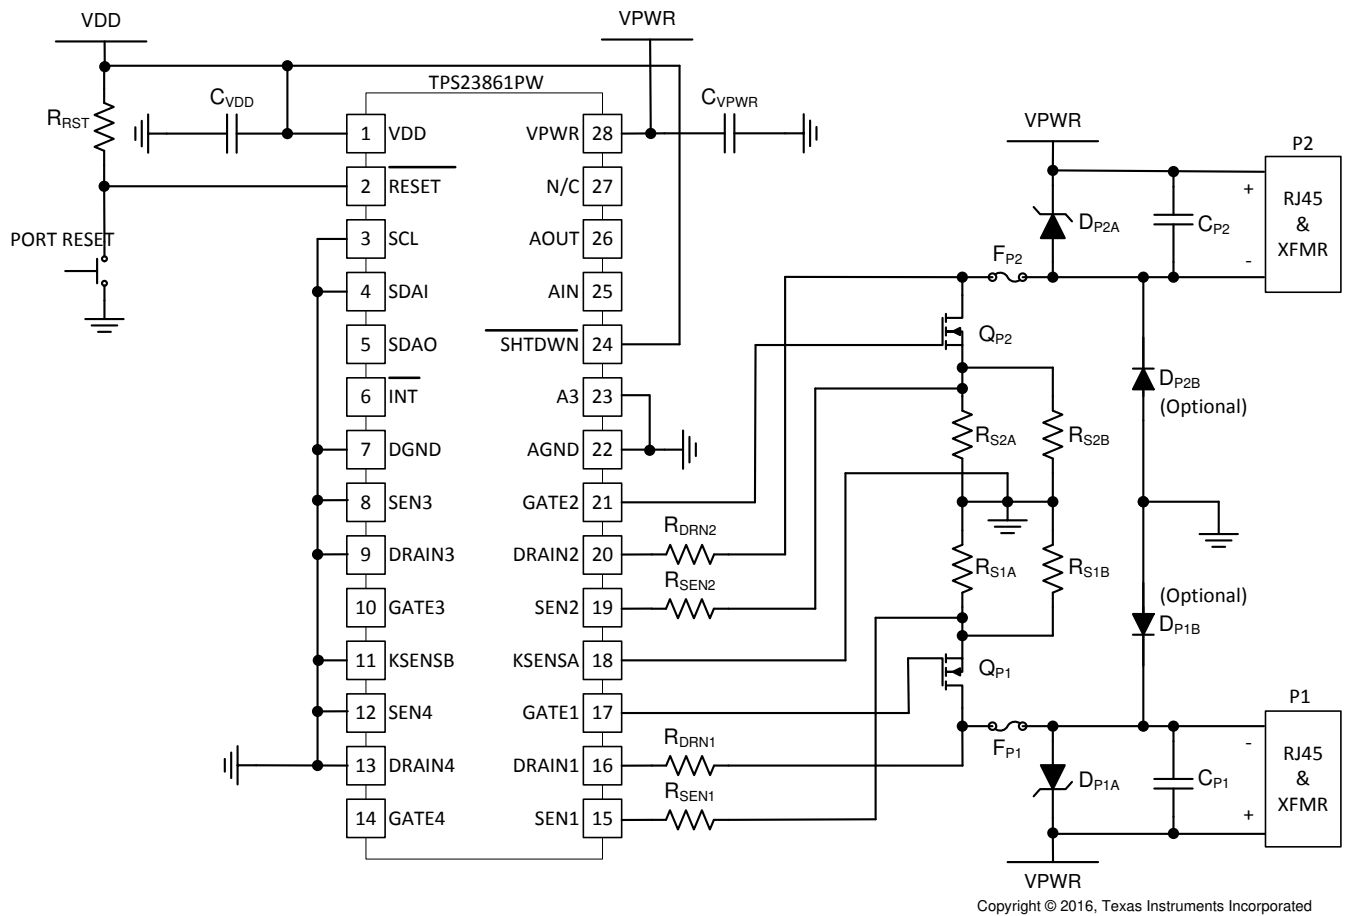 VDD
VPWR
TPS23861PW
C_VDD
C_VPWR
R_RST
1 VDD
VPWR 28
2 RESET
N/C 27
PORT RESET
3 SCL
AOUT 26
4 SDAI
AIN 25
5 SDAO
SHTDWN 24
6 INT
A3 23
7 DGND
AGND 22
8 SEN3
GATE2 21
9 DRAIN3
DRAIN2 20
10 GATE3
SEN2 19
11 KSENSB
KSENSA 18
12 SEN4
GATE1 17
13 DRAIN4
DRAIN1 16
14 GATE4
SEN1 15
R_DRN2
R_SEN2
R_DRN1
R_SEN1
VPWR
P2
+
RJ45
&
XFMR
-
D_P2A
C_P2
F_P2
Q_P2
D_P2B
(Optional)
R_S2A
R_S2B
R_S1A
R_S1B
(Optional)
D_P1B
Q_P1
F_P1
P1
-
RJ45
&
XFMR
+
D_P1A
C_P1
VPWR
Copyright © 2016, Texas Instruments Incorporated